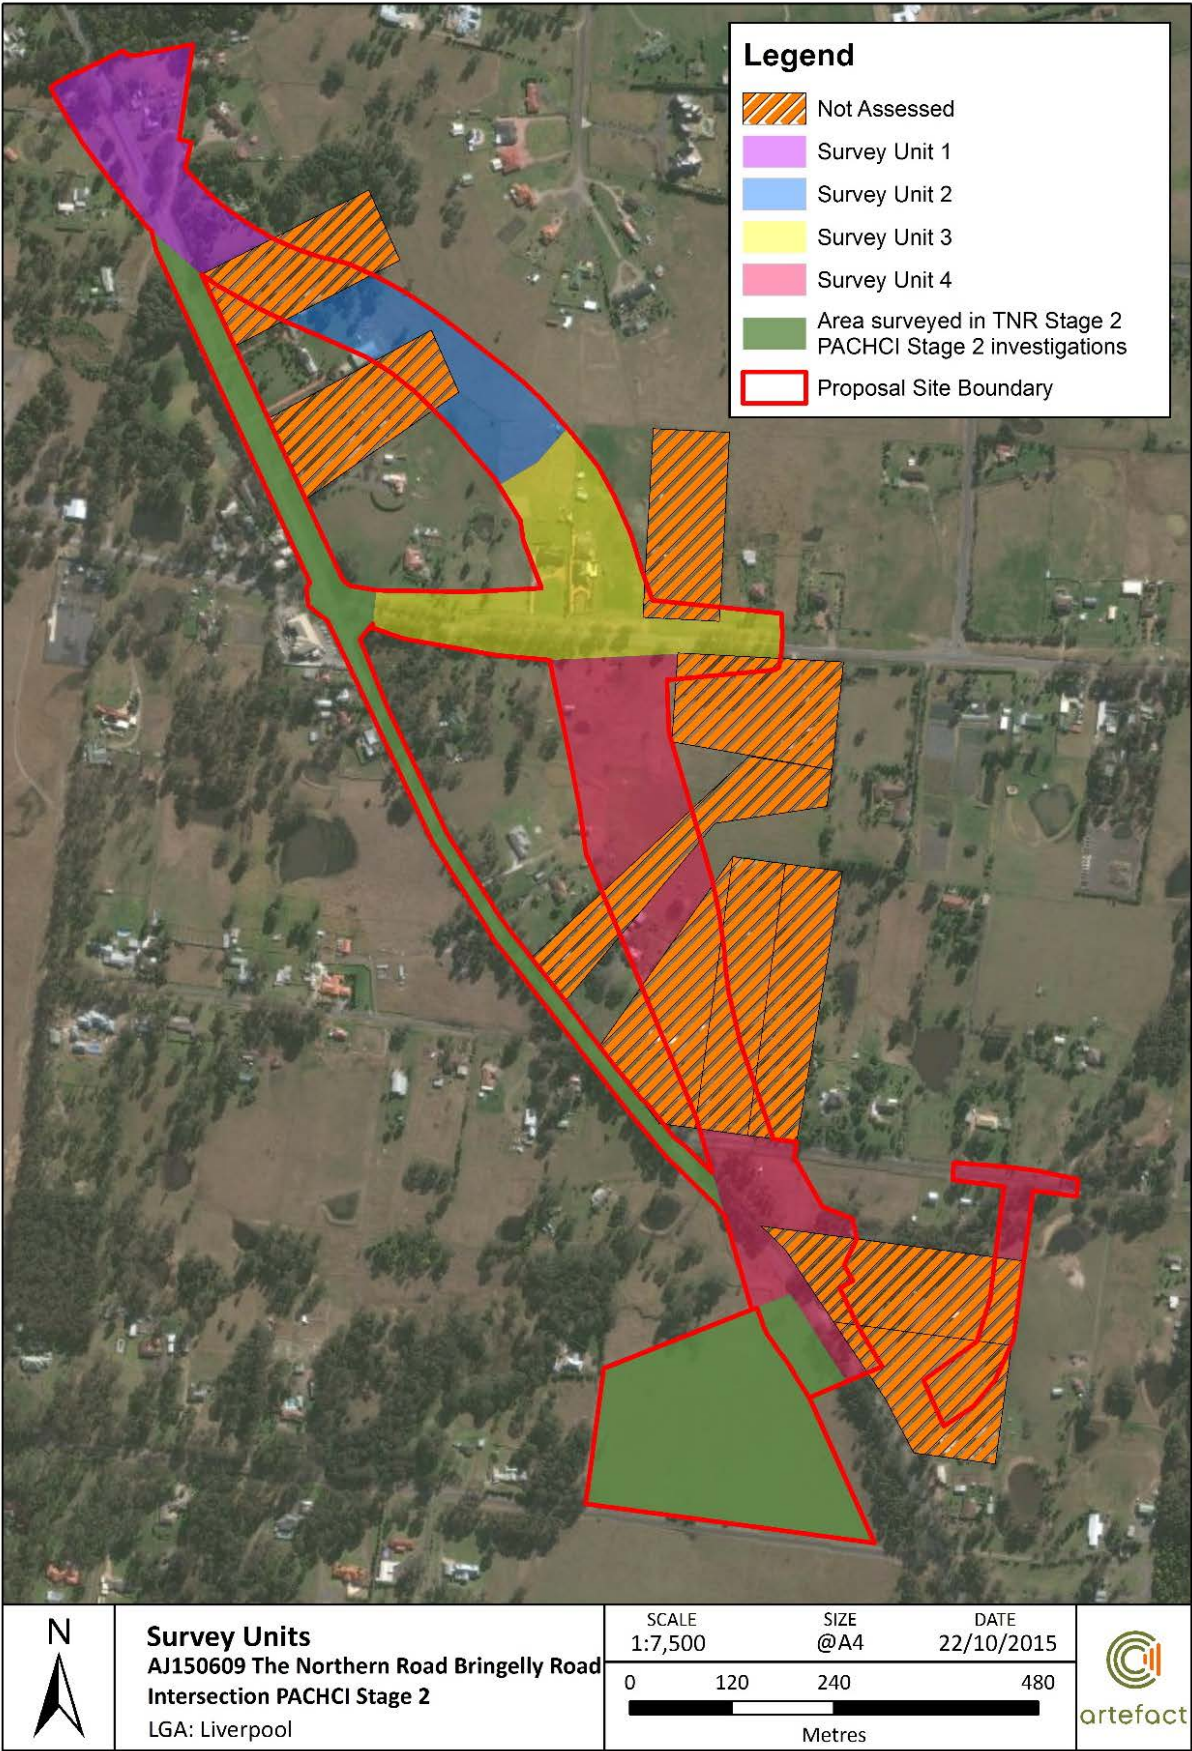 Legend
Not Assessed
Survey Unit 1
Survey Unit 2
Survey Unit 3
Survey Unit 4
Area surveyed in TNR Stage 2
PACHCI Stage 2 investigations
Proposal Site Boundary
N
Survey Units
AJ150609 The Northern Road Bringelly Road
Intersection PACHCI Stage 2
LGA: Liverpool
SCALE
1:7,500
SIZE
@A4
DATE
22/10/2015
0 120 240 480
Metres
artefact